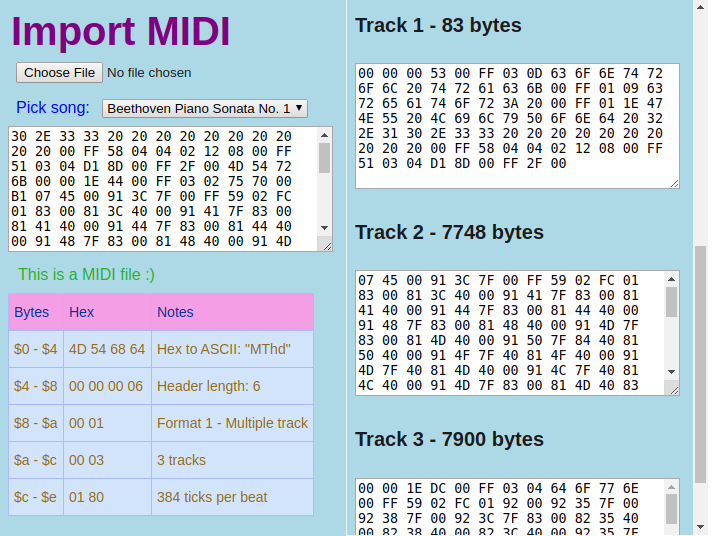 Import MIDI
Choose File No file chosen
Pick song: Beethoven Piano Sonata No. 1
30 2E 33 33 20 20 20 20 20 20 20 20
20 20 00 FF 58 04 04 02 12 08 00 FF
51 03 04 D1 8D 00 FF 2F 00 4D 54 72
6B 00 00 1E 44 00 FF 03 02 75 70 00
B1 07 45 00 91 3C 7F 00 FF 59 02 FC
01 83 00 81 3C 40 00 91 41 7F 83 00
81 41 40 00 91 44 7F 83 00 81 44 40
00 91 48 7F 83 00 81 48 40 00 91 4D
This is a MIDI file :)
Bytes Hex Notes
$0 - $4 4D 54 68 64 Hex to ASCII: "MThd"
$4 - $8 00 00 00 06 Header length: 6
$8 - $a 00 01 Format 1 - Multiple track
$a - $c 00 03 3 tracks
$c - $e 01 80 384 ticks per beat
Track 1 - 83 bytes
00 00 00 53 00 FF 03 0D 63 6F 6E 74 72
6F 6C 20 74 72 61 63 6B 00 FF 01 09 63
72 65 61 74 6F 72 3A 20 00 FF 01 1E 47
4E 55 20 4C 69 6C 79 50 6F 6E 64 20 32
2E 31 30 2E 33 33 20 20 20 20 20 20 20
20 20 20 00 FF 58 04 04 02 12 08 00 FF
51 03 04 D1 8D 00 FF 2F 00
Track 2 - 7748 bytes
07 45 00 91 3C 7F 00 FF 59 02 FC 01
83 00 81 3C 40 00 91 41 7F 83 00 81
41 40 00 91 44 7F 83 00 81 44 40 00
91 48 7F 83 00 81 48 40 00 91 4D 7F
83 00 81 4D 40 00 91 50 7F 84 40 81
50 40 00 91 4F 7F 40 81 4F 40 00 91
4D 7F 40 81 4D 40 00 91 4C 7F 40 81
4C 40 00 91 4D 7F 83 00 81 4D 40 83
Track 3 - 7900 bytes
00 00 1E DC 00 FF 03 04 64 6F 77 6E
00 FF 59 02 FC 01 92 00 92 35 7F 00
92 38 7F 00 92 3C 7F 83 00 82 35 40
00 82 38 40 00 82 3C 40 00 92 35 7F